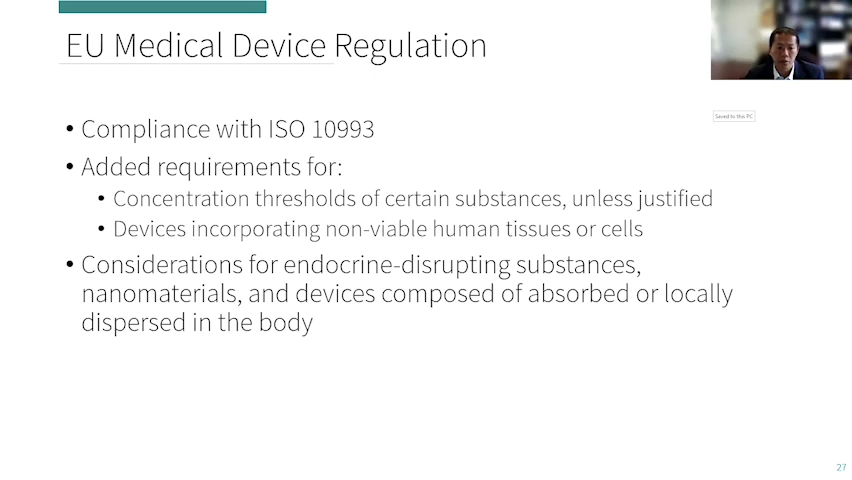 EU Medical Device Regulation
Saved to this PC
• Compliance with ISO 10993
• Added requirements for:
• Concentration thresholds of certain substances, unless justified
• Devices incorporating non-viable human tissues or cells
• Considerations for endocrine-disrupting substances,
nanomaterials, and devices composed of absorbed or locally
dispersed in the body
27